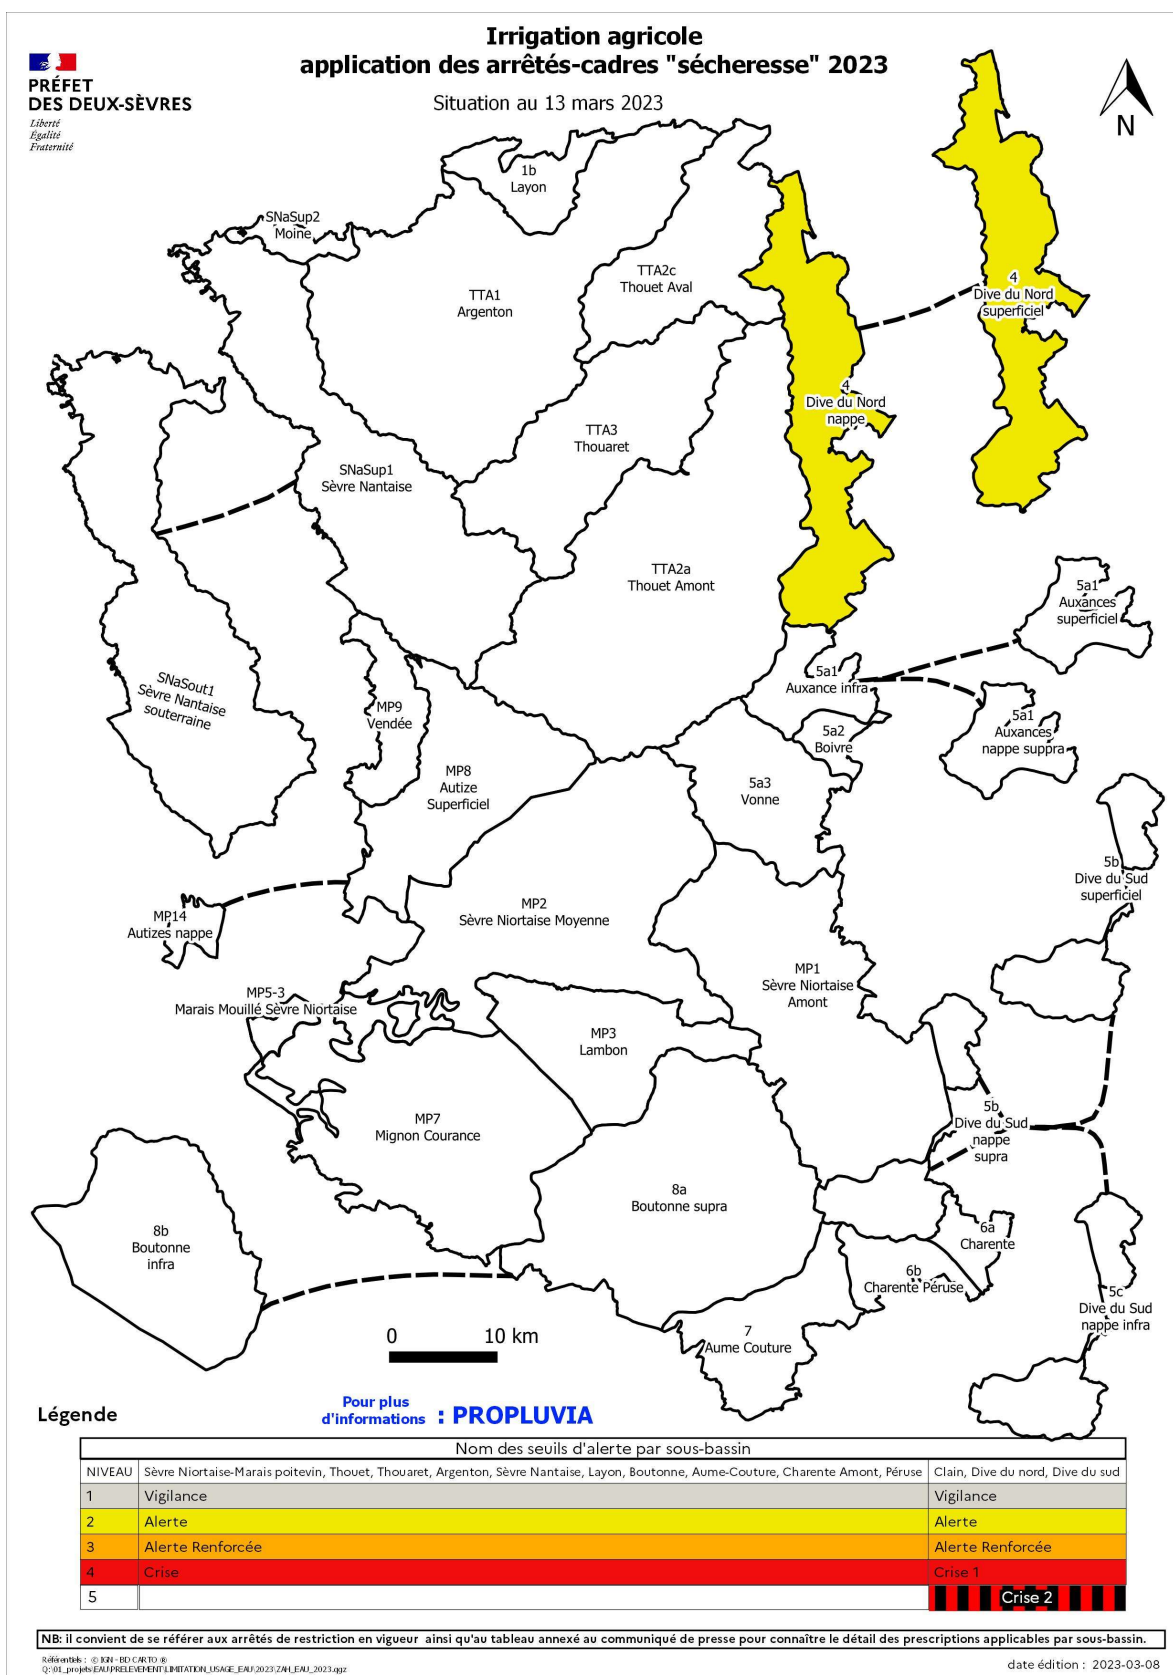 Irrigation agricole
application des arrêtés-cadres "sécheresse" 2023
Situation au 13 mars 2023
PRÉFET
DES DEUX-SÈVRES
Liberté
Égalité
Fraternité
N
1b
Layon
SNaSup2
Moine
TTA1
Argenton
TTA2c
Thouet Aval
4
Dive du Nord
superficiel
4
Dive du Nord
nappe
TTA3
Thouaret
SNaSup1
Sèvre Nantaise
TTA2a
Thouet Amont
5a1
Auxances
superficiel
5a1
Auxance infra
SNaSout1
Sèvre Nantaise
souterraine
MP9
Vendée
5a1
Auxances
nappe suppra
5a2
Boivre
MP8
Autize
Superficiel
5a3
Vonne
5b
Dive du Sud
superficiel
MP14
Autizes nappe
MP2
Sèvre Niortaise Moyenne
MP1
Sèvre Niortaise
Amont
MP5-3
Marais Mouillé Sèvre Niortaise
MP3
Lambon
MP7
Mignon Courance
5b
Dive du Sud
nappe
supra
8a
Boutonne supra
8b
Boutonne
infra
6a
Charente
6b
Charente Péruse
5c
Dive du Sud
nappe infra
7
Aume Couture
0 10 km
Légende
Pour plus
d'informations : PROPLUVIA
Nom des seuils d'alerte par sous-bassin
NIVEAU Sèvre Niortaise-Marais poitevin, Thouet, Thouaret, Argenton, Sèvre Nantaise, Layon, Boutonne, Aume-Couture, Charente Amont, Péruse Clain, Dive du nord, Dive du sud
1 Vigilance Vigilance
2 Alerte Alerte
3 Alerte Renforcée Alerte Renforcée
4 Crise Crise 1
5 Crise 2
NB: il convient de se référer aux arrêtés de restriction en vigueur ainsi qu'au tableau annexé au communiqué de presse pour connaître le détail des prescriptions applicables par sous-bassin.
Référentiels : © IGN - BD CARTO ®
Q:\01_projets\EAU\PRELEVEMENT\LIMITATION_USAGE_EAU\2023\ZAH_EAU_2023.qgz
date édition : 2023-03-08